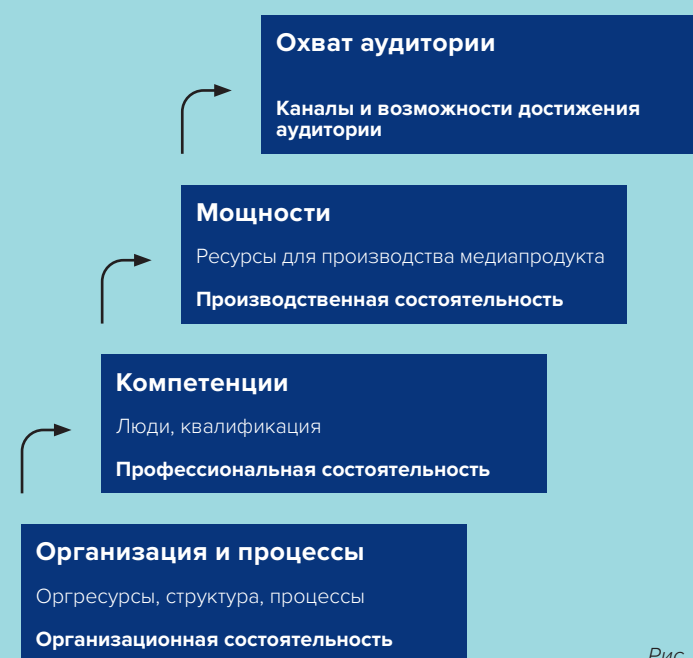 Охват аудитории
Каналы и возможности достижения
аудитории
Мощности
Ресурсы для производства медиапродукта
Производственная состоятельность
Компетенции
Люди, квалификация
Профессиональная состоятельность
Организация и процессы
Оргресурсы, структура, процессы
Организационная состоятельность
Рис